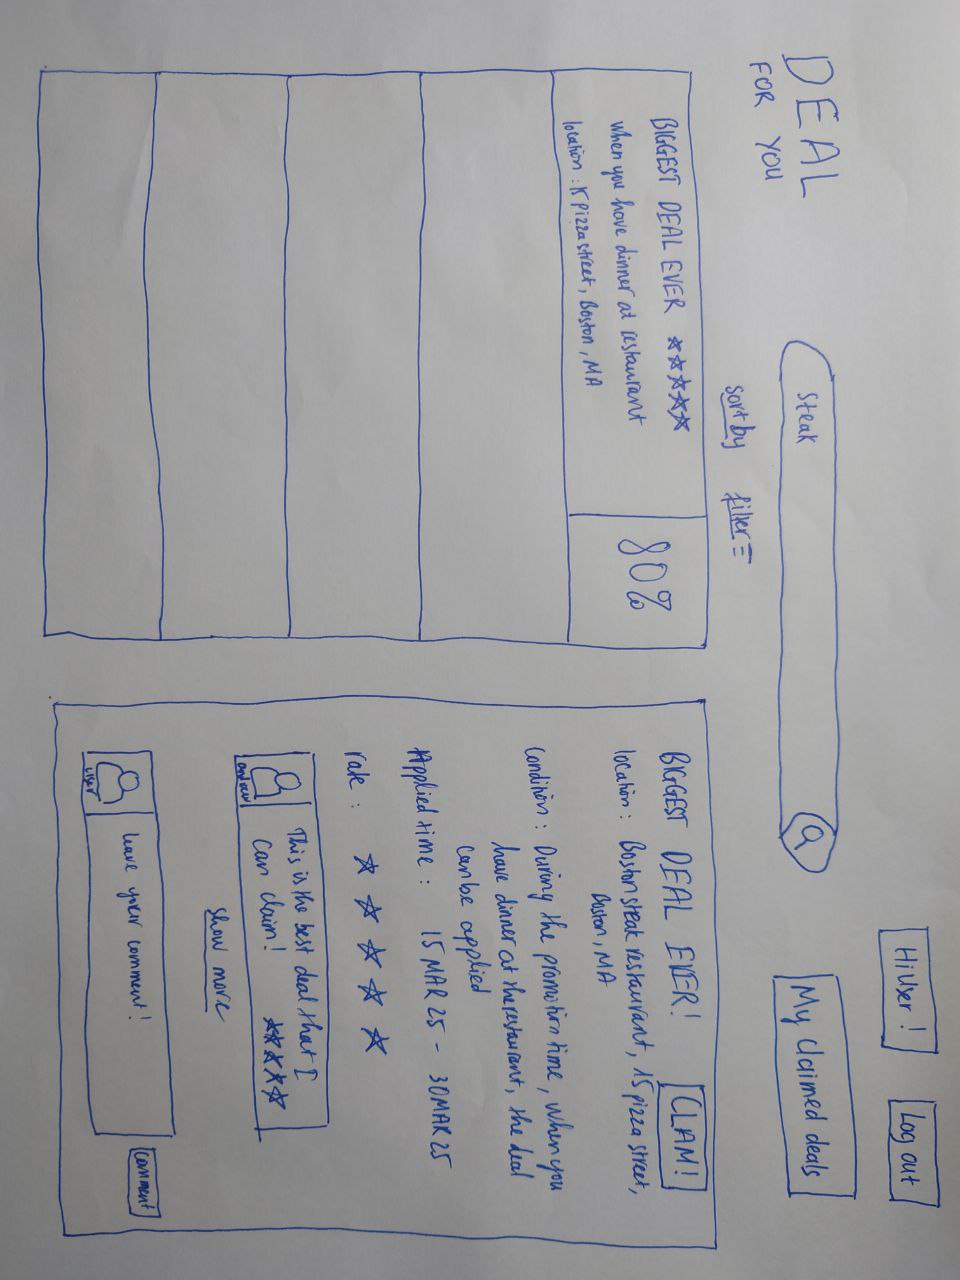 Hi User !
Log out
DEAL
FOR YOU
Steak
My Claimed deals
sort by
filter
BIGGEST DEAL EVER
when you have dinner at restaurant
location : 15 Pizza street, Boston, MA
80%
BIGGEST DEAL EVER!
CLAM!
location : Boston steak restaurant, 15 pizza street,
Boston, MA
Condition : During the promotion time, when you
have dinner at the restaurant, the deal
can be applied
Applied time : 15 MAR 25 - 30 MAR 25
rate :
This is the best deal that I
can claim!
andrew
show more
leave your comment!
user
comment